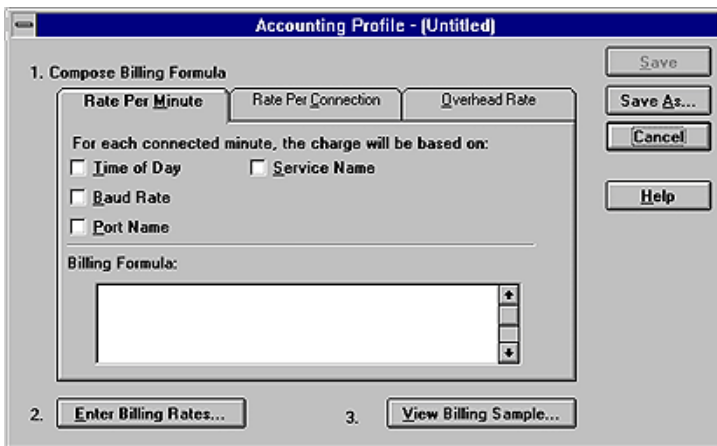 Accounting Profile - (Untitled)
1. Compose Billing Formula
Rate Per Minute
Rate Per Connection
Overhead Rate
For each connected minute, the charge will be based on:
Time of Day
Service Name
Baud Rate
Port Name
Billing Formula:
2. Enter Billing Rates...
3. View Billing Sample...
Save
Save As...
Cancel
Help